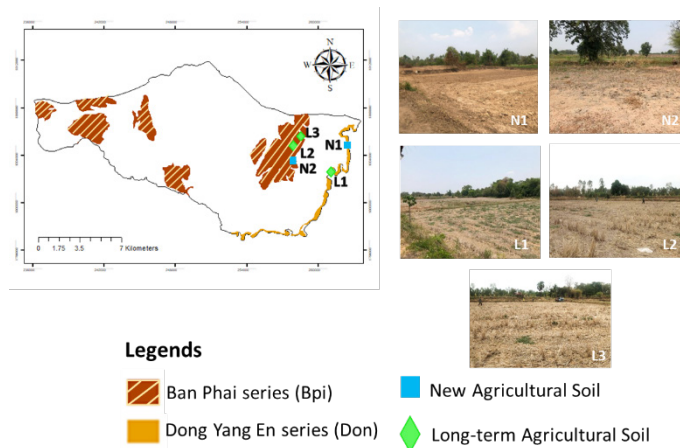 N
W E
S
L3
L2
N1
N2
L1
0 1.75 3.5 7 Kilometers
N1
N2
L1
L2
L3
Legends
Ban Phai series (Bpi)
New Agricultural Soil
Dong Yang En series (Don)
Long-term Agricultural Soil